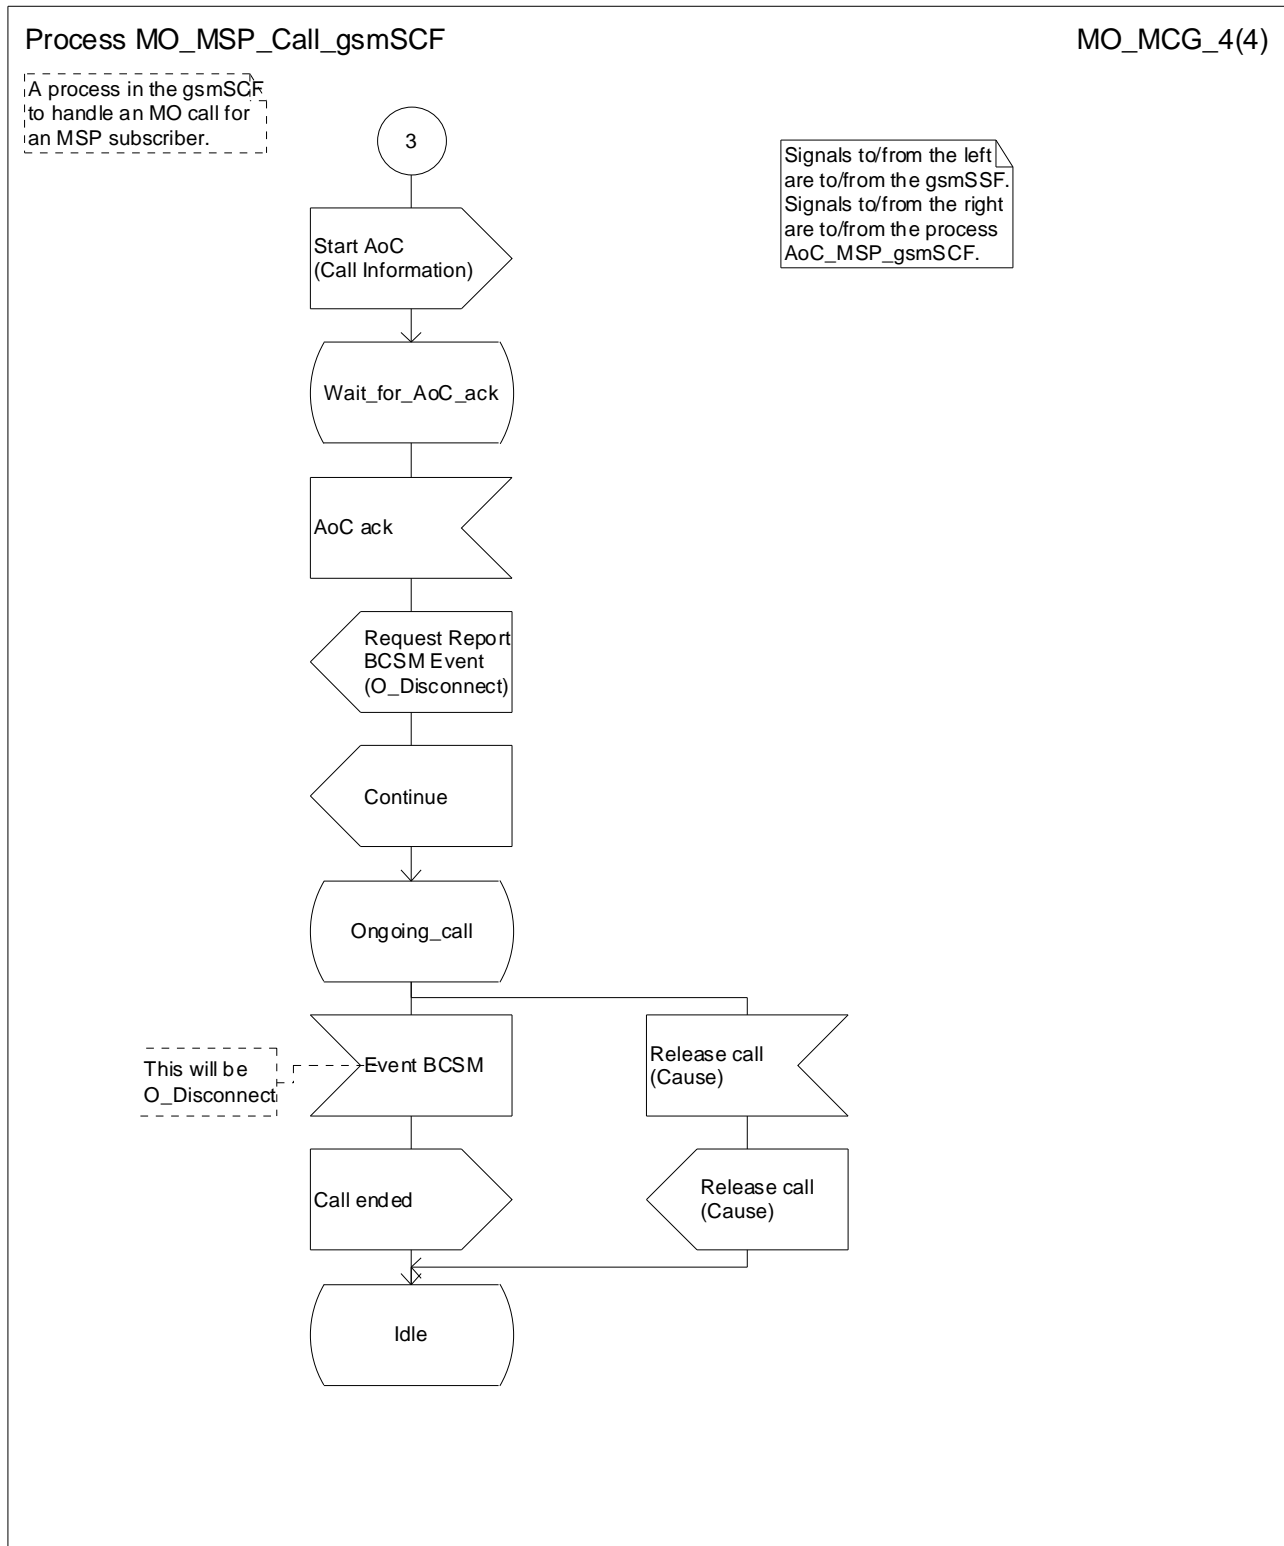 Process MO_MSP_Call_gsmSCF
MO_MCG_4(4)
A process in the gsmSCF
to handle an MO call for
an MSP subscriber.
3
Signals to/from the left
are to/from the gsmSSF.
Signals to/from the right
are to/from the process
AoC_MSP_gsmSCF.
Start AoC
(Call Information)
Wait_for_AoC_ack
AoC ack
Request Report
BCSM Event
(O_Disconnect)
Continue
Ongoing_call
This will be
O_Disconnect
Event BCSM
Release call
(Cause)
Call ended
Release call
(Cause)
Idle